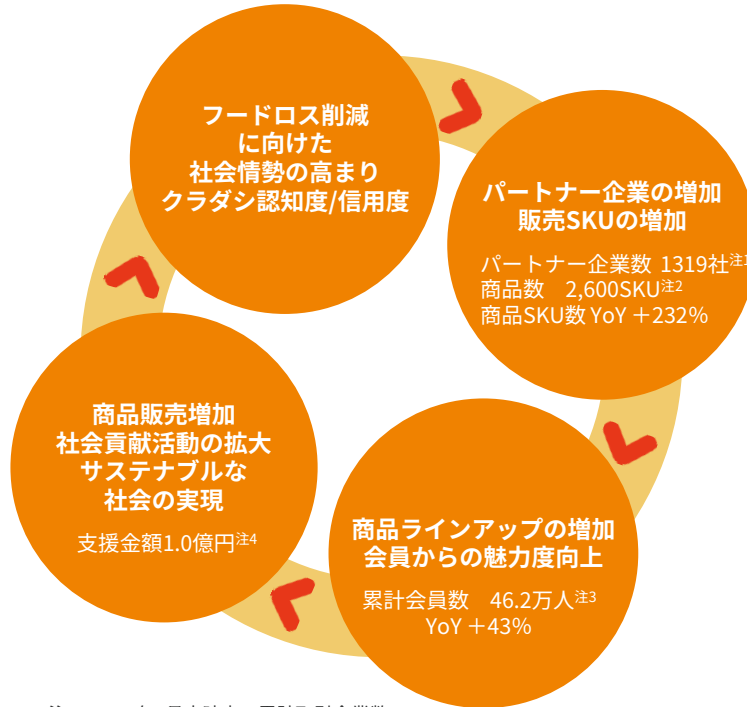 フードロス削減
に向けた
社会情勢の高まり
クラダシ認知度/信用度
パートナー企業の増加
販売SKUの増加
パートナー企業数 1319社注1
商品数　2,600SKU注2
商品SKU数 YoY ＋232%
商品ラインアップの増加
会員からの魅力度向上
累計会員数　46.2万人注3
YoY ＋43%
商品販売増加
社会貢献活動の拡大
サステナブルな
社会の実現
支援金額1.0億円注4